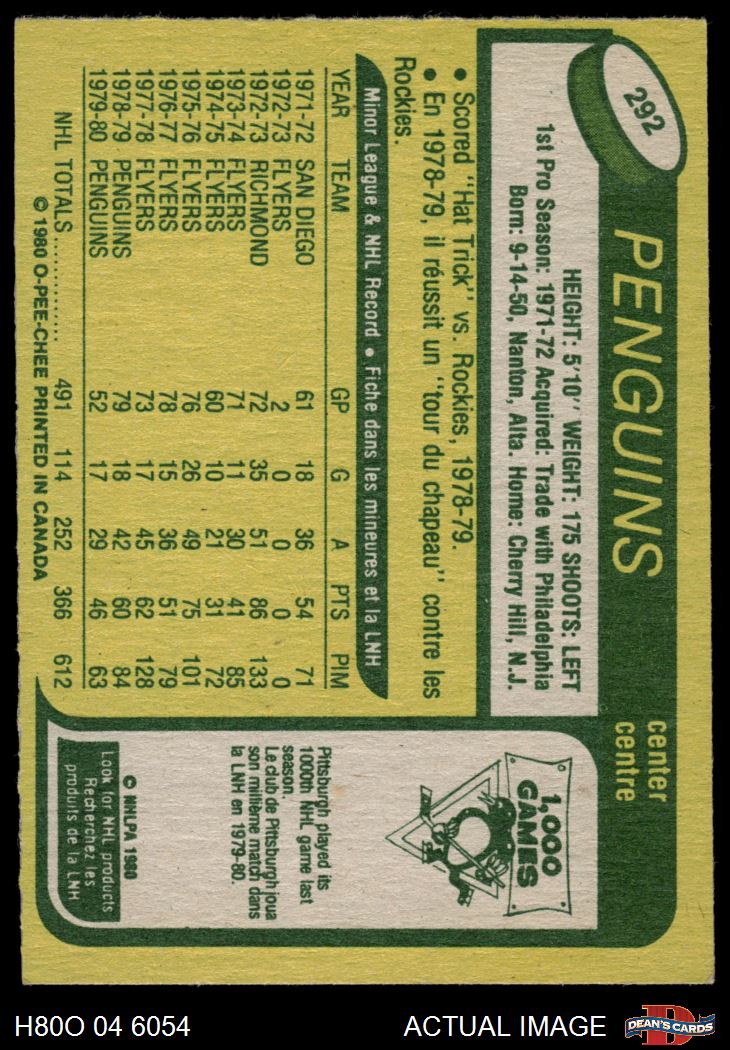 292
PENGUINS
center
centre
HEIGHT: 5'10" WEIGHT: 175 SHOOTS: LEFT
1st Pro Season: 1971-72 Acquired: Trade with Philadelphia
Born: 9-14-50, Nanton, Alta. Home: Cherry Hill, N.J.
• Scored "Hat Trick" vs. Rockies, 1978-79.
• En 1978-79, il réussit un "tour du chapeau" contre les
Rockies.
Minor League & NHL Record • Fiche dans les mineures et la LNH
YEAR TEAM GP G A PTS PIM
1971-72 SAN DIEGO 61 18 36 54 71
1972-73 FLYERS 2 0 0 0 0
1972-73 RICHMOND 72 35 51 86 133
1973-74 FLYERS 71 11 30 41 85
1974-75 FLYERS 60 10 21 31 72
1975-76 FLYERS 76 26 49 75 101
1976-77 FLYERS 78 15 36 51 79
1977-78 FLYERS 73 17 45 62 128
1978-79 PENGUINS 79 18 42 60 84
1979-80 PENGUINS 52 17 29 46 63
NHL TOTALS .............. 491 114 252 366 612
© 1980 O-PEE-CHEE PRINTED IN CANADA
1,000
GAMES
Pittsburgh played its
1000th NHL game last
season.
Le club de Pittsburgh joua
son millième match dans
la LNH en 1979-80.
© NHLPA 1980
Look for NHL products
Recherchez les
produits de la LNH
H80O 04 6054
ACTUAL IMAGE
D
DEAN'S CARDS